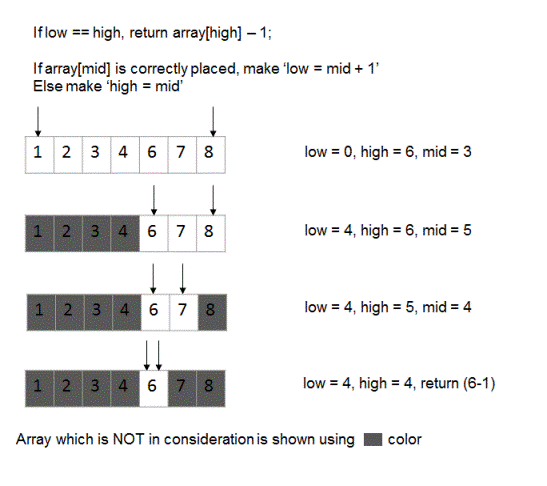 If low == high, return array[high] – 1;
If array[mid] is correctly placed, make ‘low = mid + 1’
Else make ‘high = mid’
1 2 3 4 6 7 8 low = 0, high = 6, mid = 3
1 2 3 4 6 7 8 low = 4, high = 6, mid = 5
1 2 3 4 6 7 8 low = 4, high = 5, mid = 4
1 2 3 4 6 7 8 low = 4, high = 4, return (6-1)
Array which is NOT in consideration is shown using color